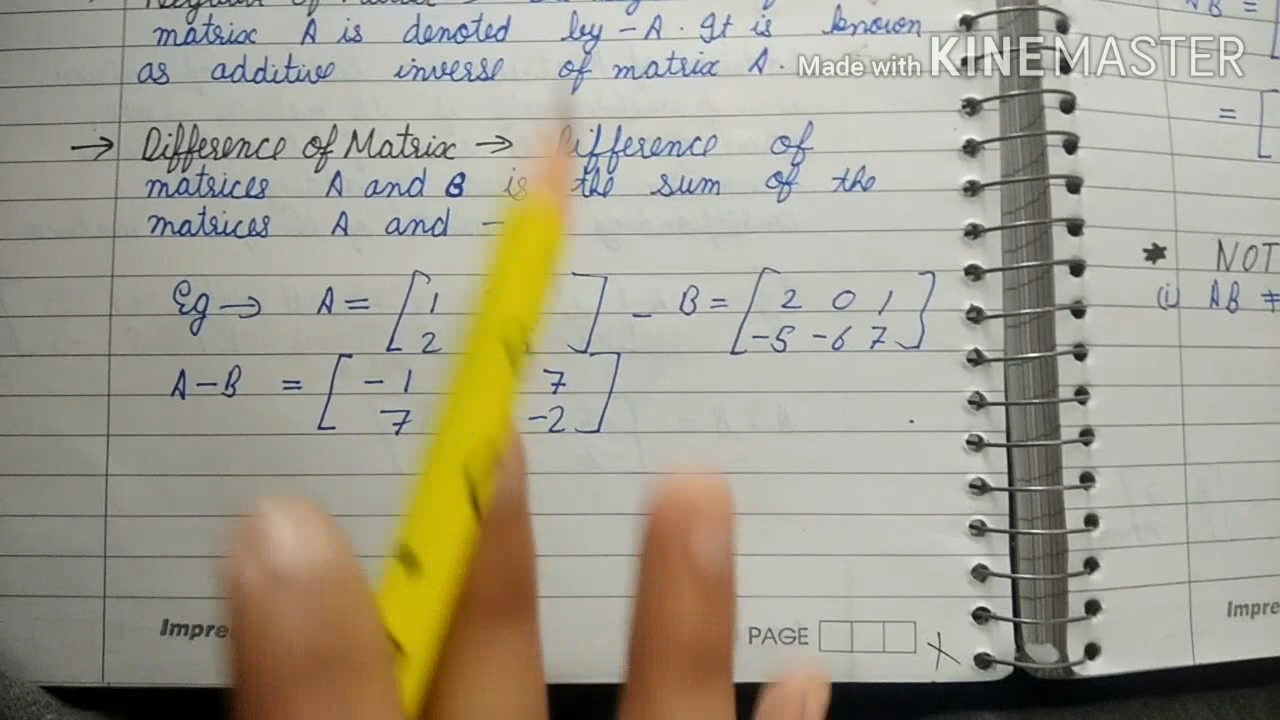 matrix A is denoted by -A. It is known
as additive inverse of matrix A.
Made with KINEMASTER
→ Difference of Matrix → Difference of
matrices A and B is the sum of the
matrices A and -
Eg → A = [ 1
2 ] - B = [ 2 0 1
-5 -6 7 ]
A-B = [ -1 7
7 -2 ]
PAGE
Impre
B =
= [
* NOT
(i) AB ≠
Impre